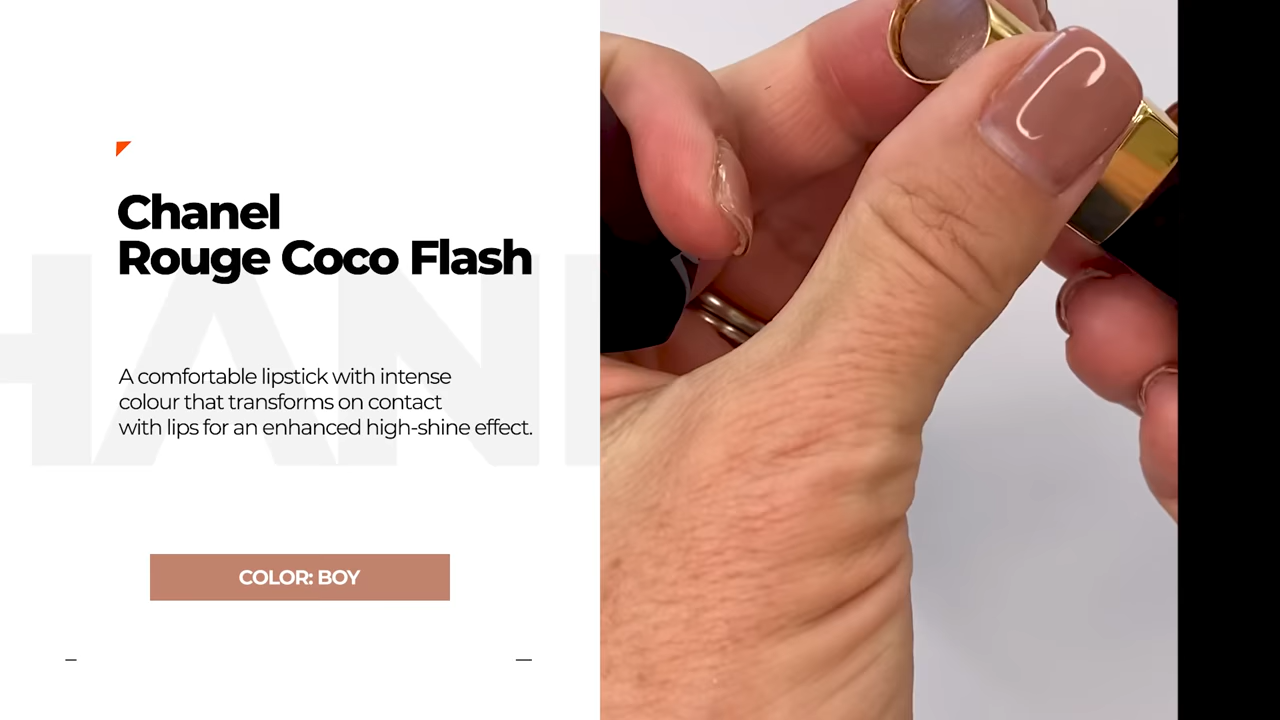 Chanel
Rouge Coco Flash
A comfortable lipstick with intense
colour that transforms on contact
with lips for an enhanced high-shine effect.
COLOR: BOY